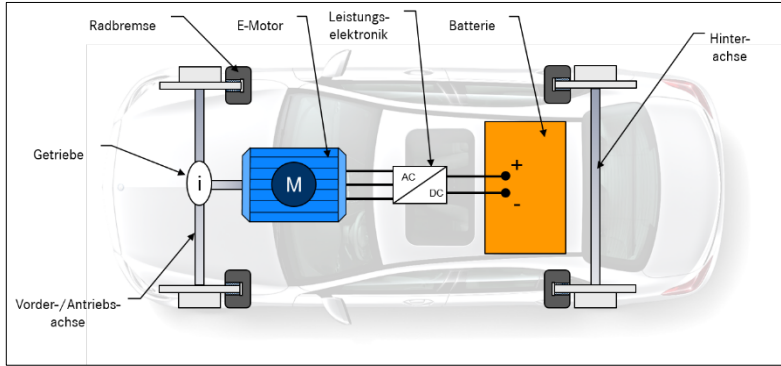 Radbremse
E-Motor
Leistungs-
elektronik
Batterie
Hinter-
achse
Getriebe
i
M
AC
DC
+
-
Vorder-/Antriebs-
achse